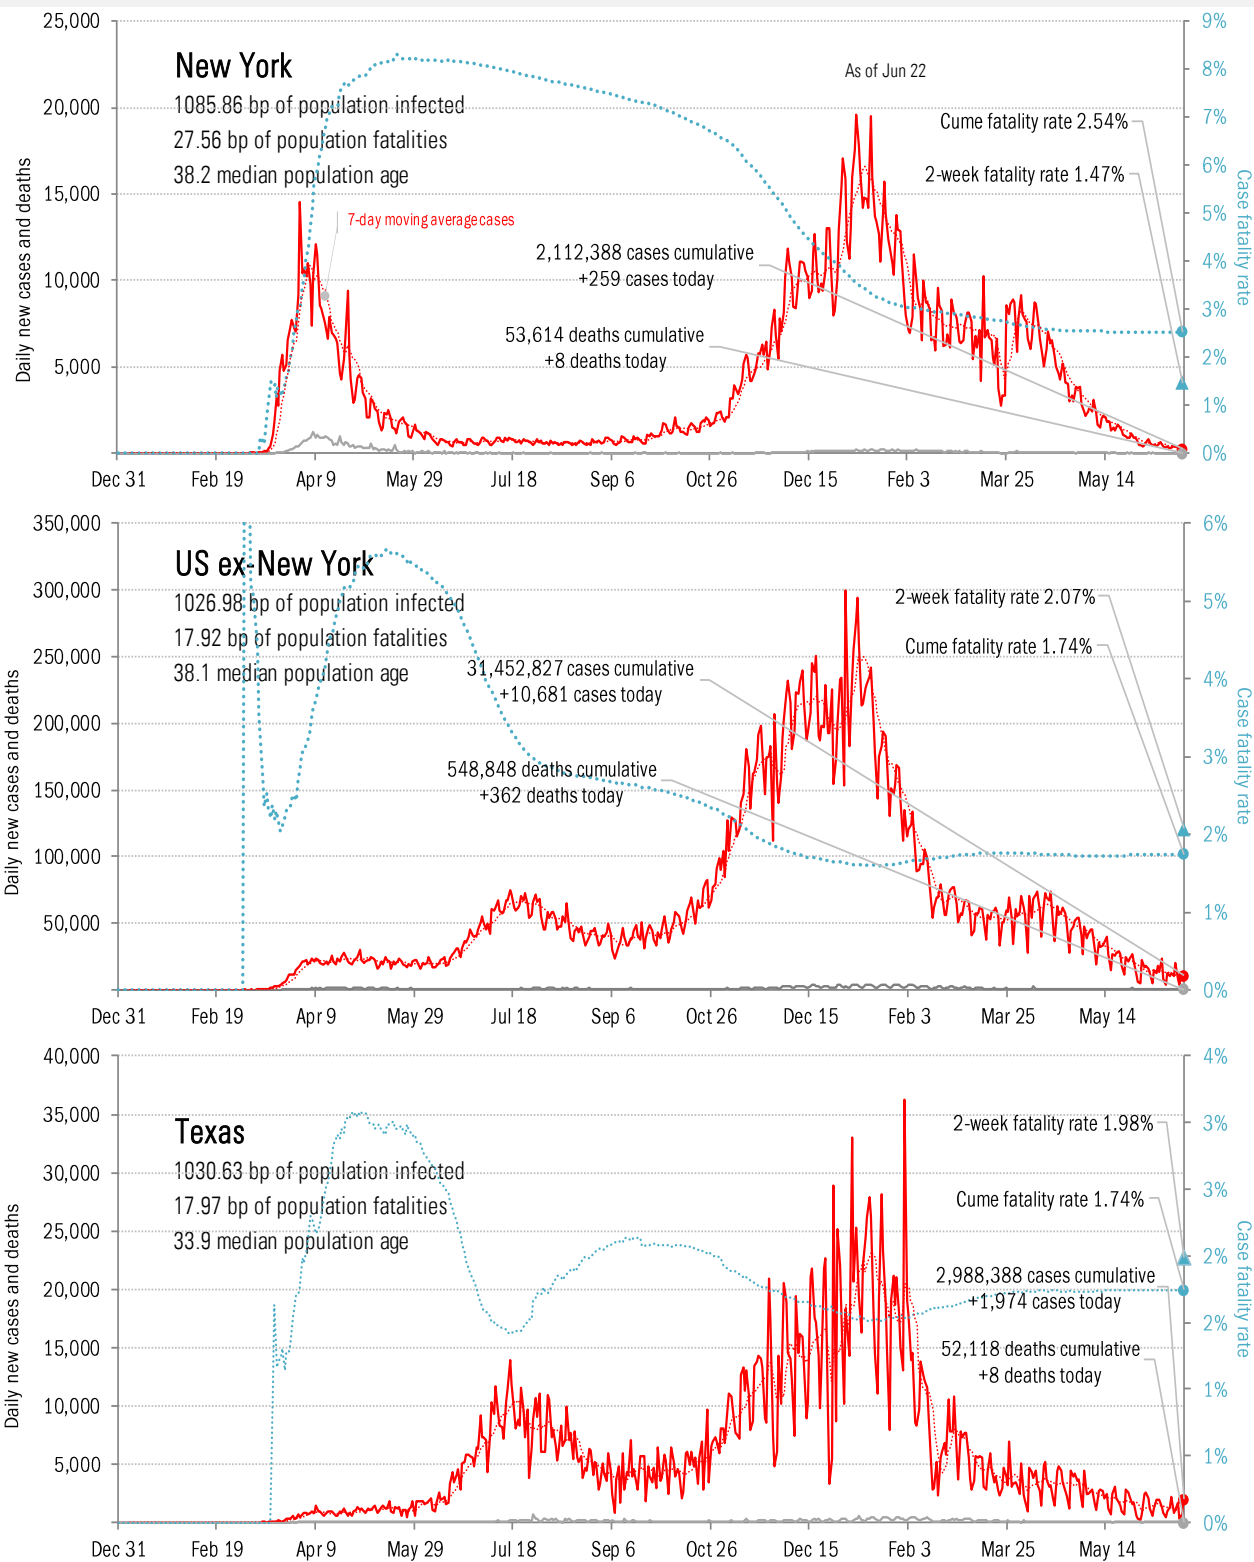 25,000
9%
New York
As of Jun 22
8%
1085.86 bp of population infected
20,000
Cume fatality rate 2.54%
7%
27.56 bp of population fatalities
2-week fatality rate 1.47%
6%
38.2 median population age
15,000
7-day moving average cases
5%
2,112,388 cases cumulative
+259 cases today
4%
10,000
3%
53,614 deaths cumulative
+8 deaths today
2%
5,000
1%
0%
Daily new cases and deaths
Case fatality rate
Dec 31 Feb 19 Apr 9 May 29 Jul 18 Sep 6 Oct 26 Dec 15 Feb 3 Mar 25 May 14
350,000
6%
US ex-New York
300,000
1026.98 bp of population infected
2-week fatality rate 2.07%
5%
17.92 bp of population fatalities
Cume fatality rate 1.74%
250,000
38.1 median population age
31,452,827 cases cumulative
+10,681 cases today
4%
200,000
3%
548,848 deaths cumulative
+362 deaths today
150,000
2%
100,000
1%
50,000
0%
Daily new cases and deaths
Case fatality rate
Dec 31 Feb 19 Apr 9 May 29 Jul 18 Sep 6 Oct 26 Dec 15 Feb 3 Mar 25 May 14
40,000
4%
35,000
Texas
2-week fatality rate 1.98%
3%
30,000
1030.63 bp of population infected
Cume fatality rate 1.74%
3%
17.97 bp of population fatalities
25,000
33.9 median population age
2%
2,988,388 cases cumulative
+1,974 cases today
20,000
2%
15,000
52,118 deaths cumulative
+8 deaths today
1%
10,000
1%
5,000
0%
Daily new cases and deaths
Case fatality rate
Dec 31 Feb 19 Apr 9 May 29 Jul 18 Sep 6 Oct 26 Dec 15 Feb 3 Mar 25 May 14